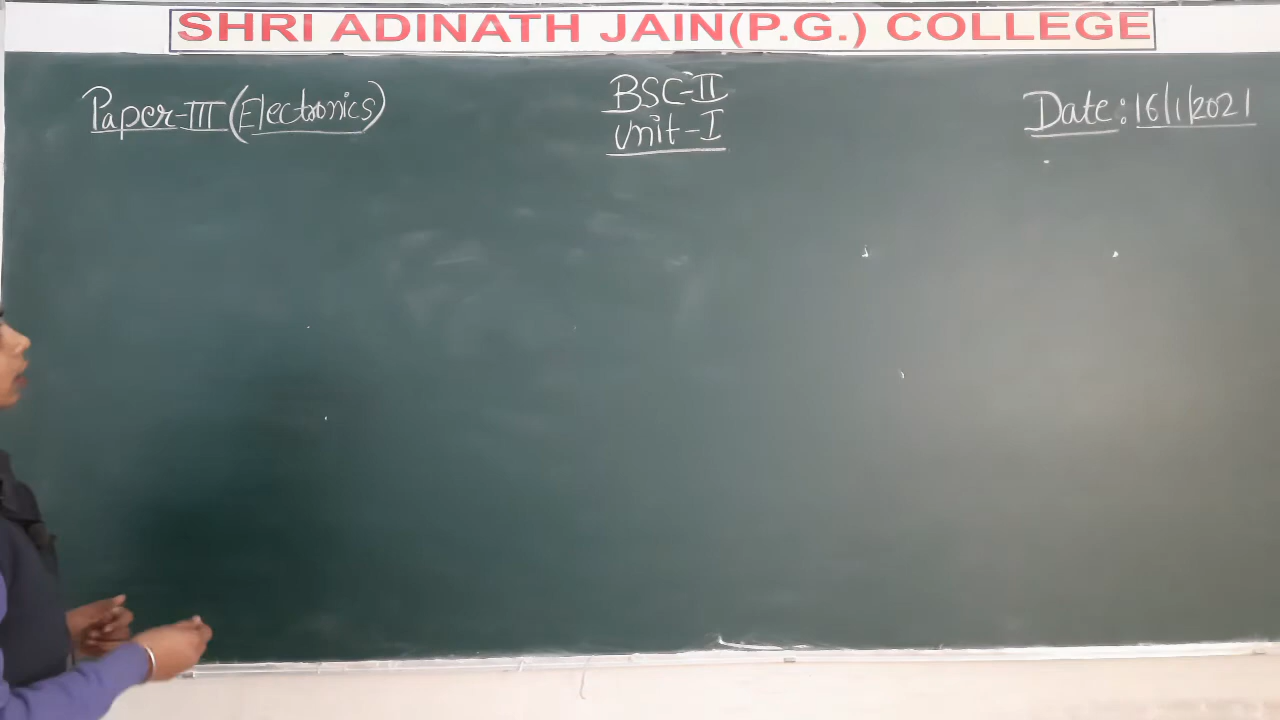 SHRI ADINATH JAIN(P.G.) COLLEGE
Paper-III (Electronics)
BSC-II
Unit-I
Date: 16/1/2021